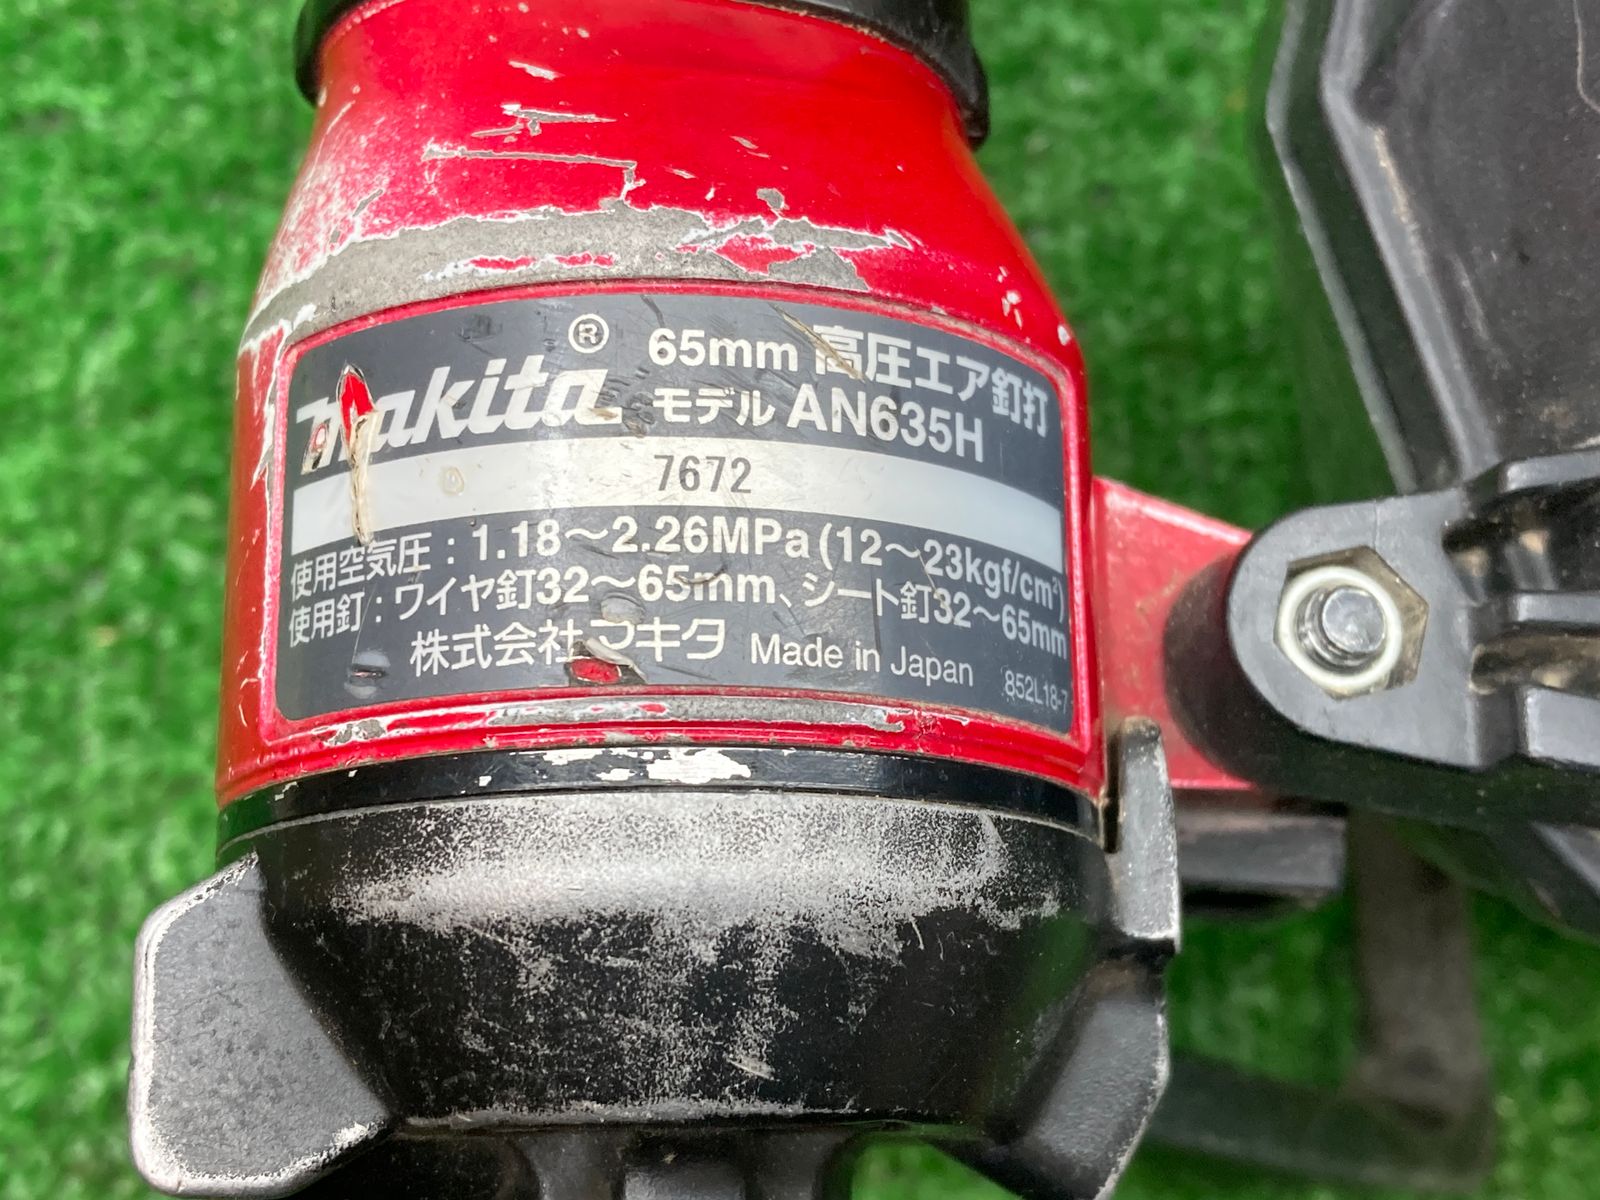 makita® 65mm 高圧エア釘打
モデル AN635H
7672
使用空気圧：1.18～2.26MPa(12～23kgf/cm²)
使用釘：ワイヤ釘32～65mm、シート釘32～65mm
株式会社マキタ Made in Japan 852L18-7